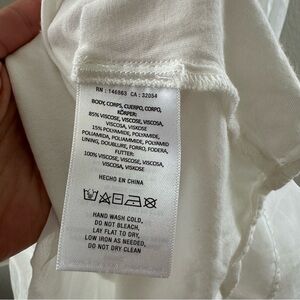 RN : 146863 CA : 32054
BODY, CORPS, CUERPO, CORPO,
KÖRPER:
85% VISCOSE, VISCOSE, VISCOSA,
VISCOSA, VISKOSE
15% POLYAMIDE, POLYAMIDE,
POLIAMIDA, POLIAMMIDE, POLYAMID
LINING, DOUBLURE, FORRO, FODERA,
FUTTER:
100% VISCOSE, VISCOSE, VISCOSA,
VISCOSA, VISKOSE
HECHO EN CHINA
HAND WASH COLD,
DO NOT BLEACH,
LAY FLAT TO DRY,
LOW IRON AS NEEDED,
DO NOT DRY CLEAN